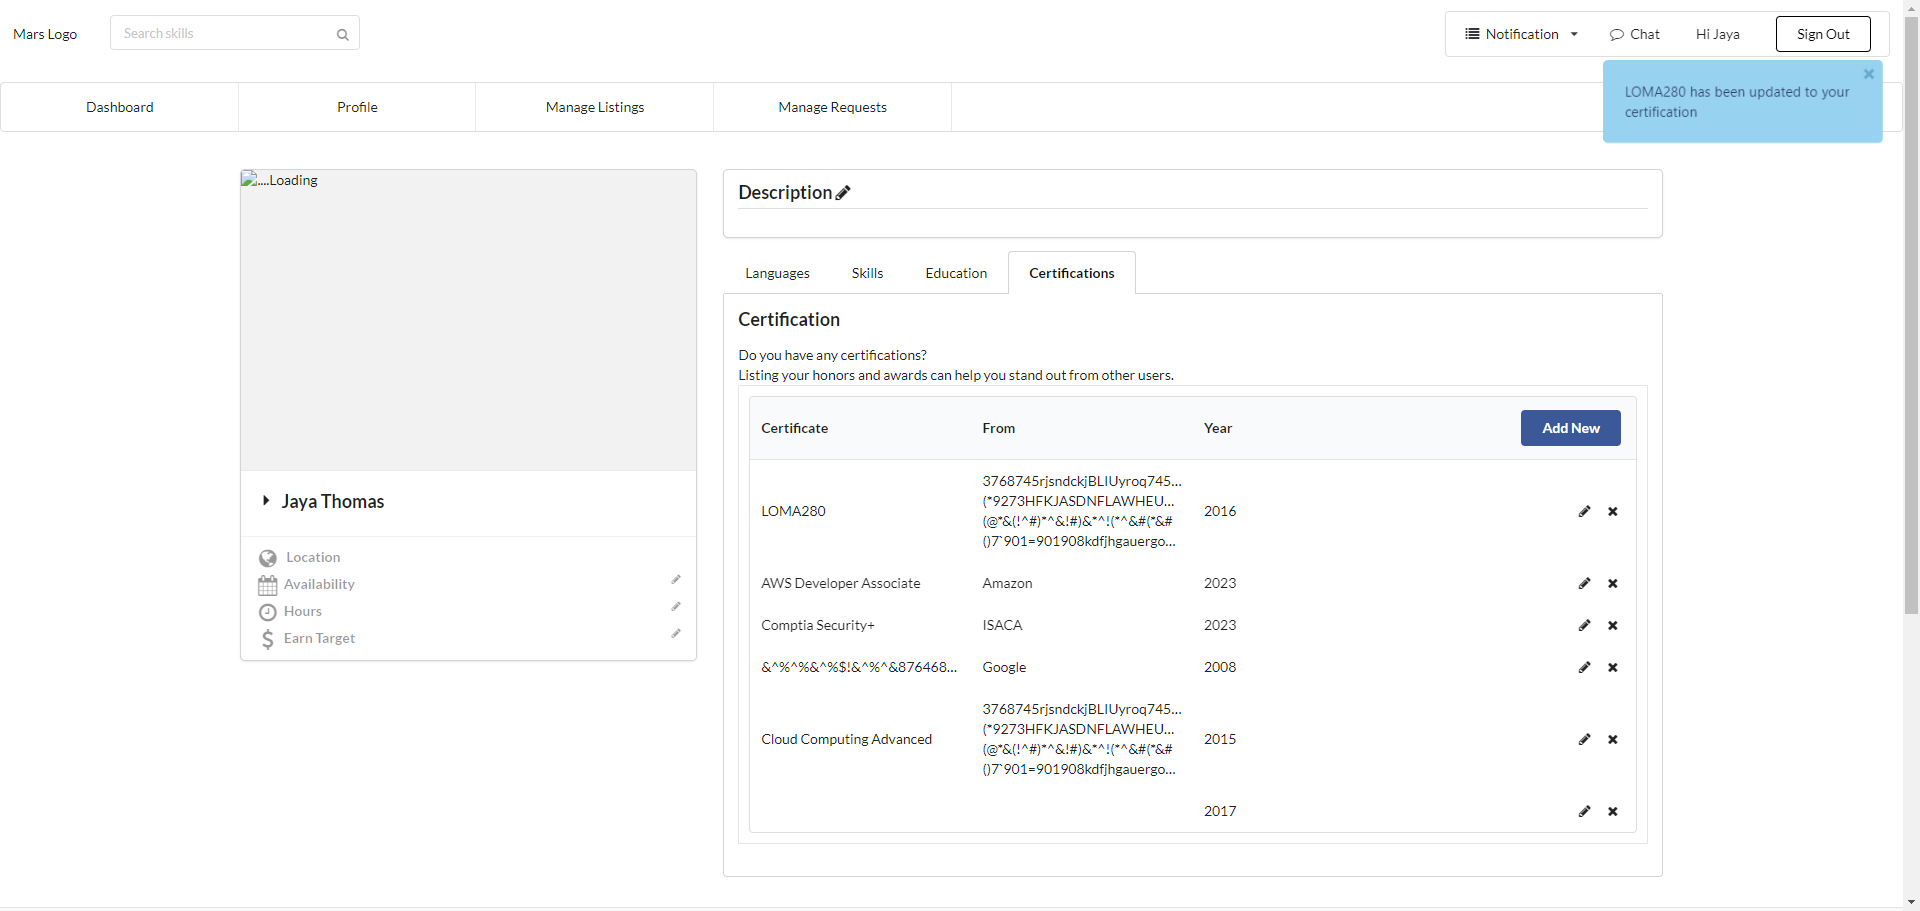 Mars Logo
Search skills
Notification
Chat
Hi Jaya
Sign Out
LOMA280 has been updated to your
certification
Dashboard
Profile
Manage Listings
Manage Requests
....Loading
Jaya Thomas
Location
Availability
Hours
Earn Target
Description
Languages
Skills
Education
Certifications
Certification
Do you have any certifications?
Listing your honors and awards can help you stand out from other users.
Certificate From Year Add New
3768745rjsndckjBLIUyroq745...
(*9273HFKJASDNFLAWHEU...
LOMA280 (@*&(!^#)*^&!#)&*^!(*^&#(*&# 2016
()7`901=901908kdfjhgauergo...
AWS Developer Associate Amazon 2023
Comptia Security+ ISACA 2023
&^%^%&^%$!&^%^&876468... Google 2008
3768745rjsndckjBLIUyroq745...
(*9273HFKJASDNFLAWHEU...
Cloud Computing Advanced (@*&(!^#)*^&!#)&*^!(*^&#(*&# 2015
()7`901=901908kdfjhgauergo...
2017